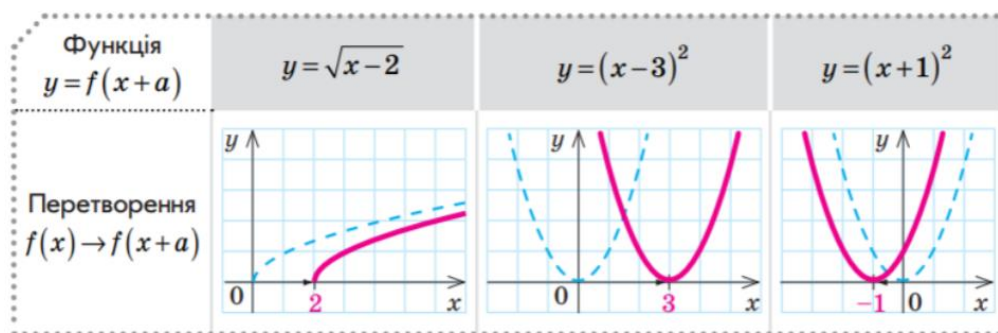 Функція
y=f(x+a)
y=√(x−2)
y=(x−3)²
y=(x+1)²
Перетворення
f(x)→f(x+a)
y
0
2
x
y
0
3
x
y
−1
0
x